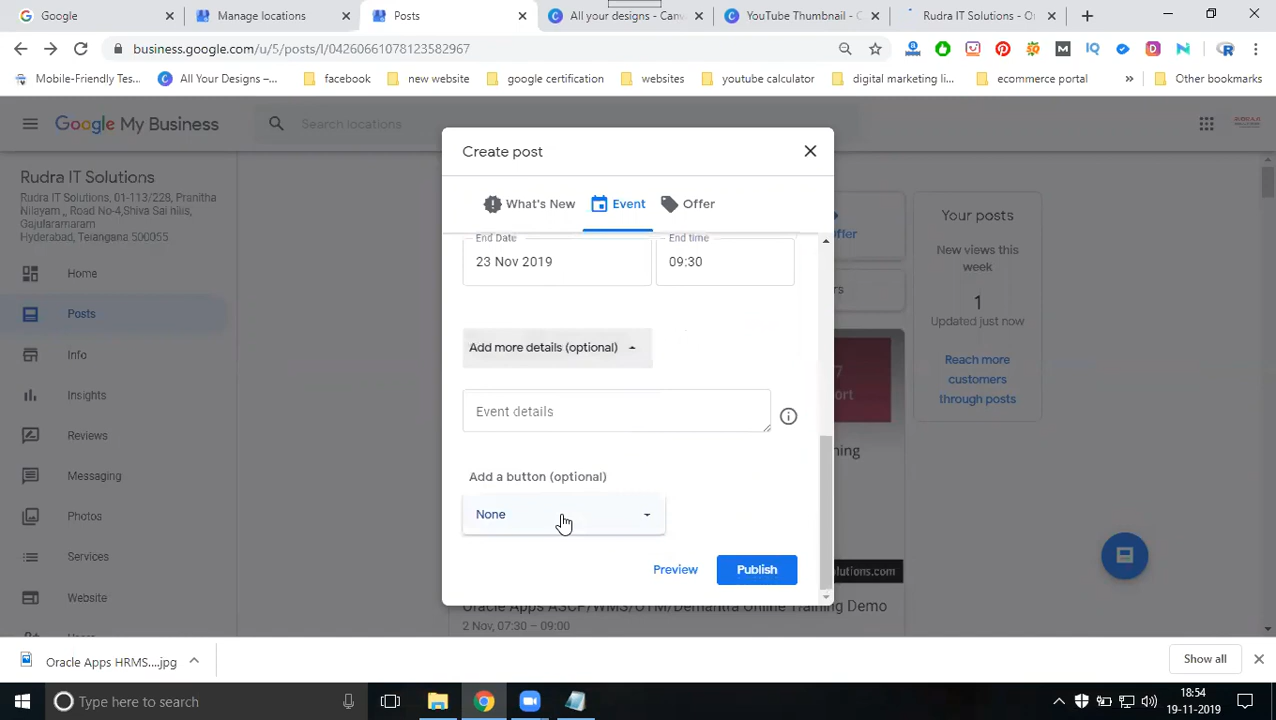 Google
Manage locations
Posts
All your designs - Canv
YouTube Thumbnail - C
Rudra IT Solutions - O
business.google.com/u/5/posts/l/04260661078123582967
Mobile-Friendly Tes...
All Your Designs –...
facebook
new website
google certification
websites
youtube calculator
digital marketing li...
ecommerce portal
»
Other bookmarks
Google My Business
Search locations
Rudra IT Solutions
Rudra IT Solutions, 01-113/228, Pranitha
Nilayam ,, Road No-4,Shiva Sai hills,
Gajularamaram
Hyderabad, Telangana 500055
Home
Posts
Info
Insights
Reviews
Messaging
Photos
Services
Website
Create post
What's New
Event
Offer
End Date
23 Nov 2019
End time
09:30
Add more details (optional)
Event details
Add a button (optional)
None
Preview
Publish
Your posts
New views this
week
1
Updated just now
Reach more
customers
through posts
Oracle Apps ASCP/WMS/OTM/Demantra Online Training Demo
2 Nov, 07:30 – 09:00
Oracle Apps HRMS....jpg
Show all
Type here to search
18:54
19-11-2019